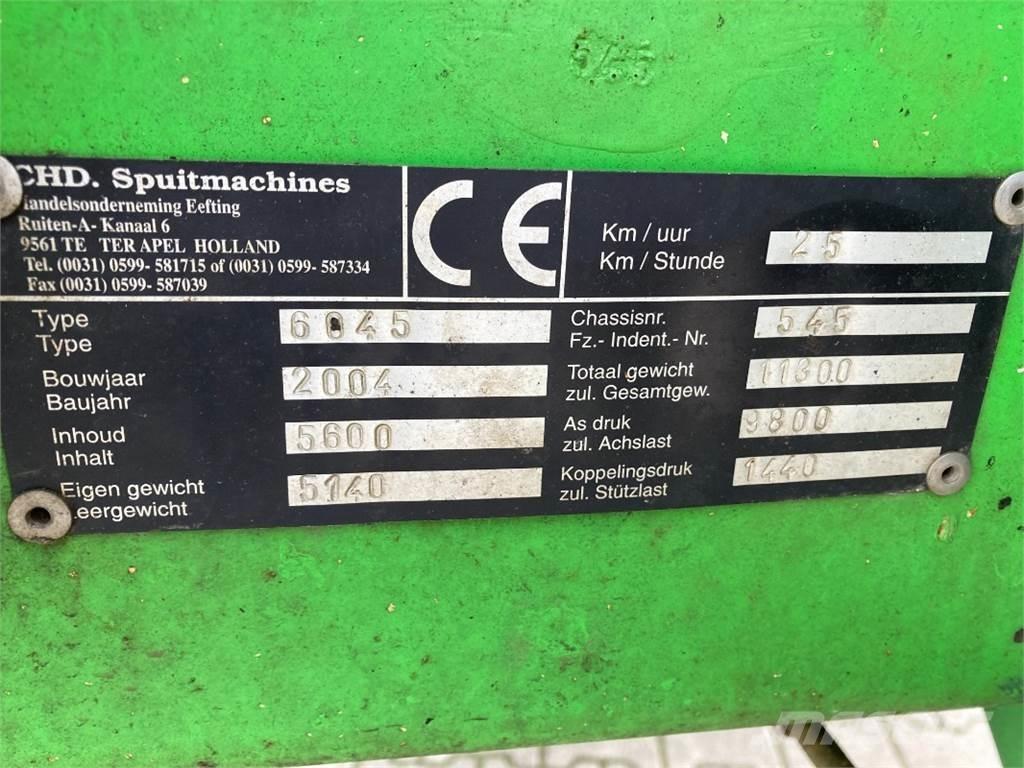 545
CHD. Spuitmachines
Handelsonderneming Eefting
Ruiten-A- Kanaal 6
9561 TE TER APEL HOLLAND
Tel. (0031) 0599- 581715 of (0031) 0599- 587334
Fax (0031) 0599- 587039
CE
Km / uur
Km / Stunde
25
Type
Type
6045
Bouwjaar
Baujahr
2004
Inhoud
Inhalt
5600
Eigen gewicht
Leergewicht
5140
Chassisnr.
Fz.- Indent.- Nr.
545
Totaal gewicht
zul. Gesamtgew.
11300
As druk
zul. Achslast
9800
Koppelingsdruk
zul. Stützlast
1440